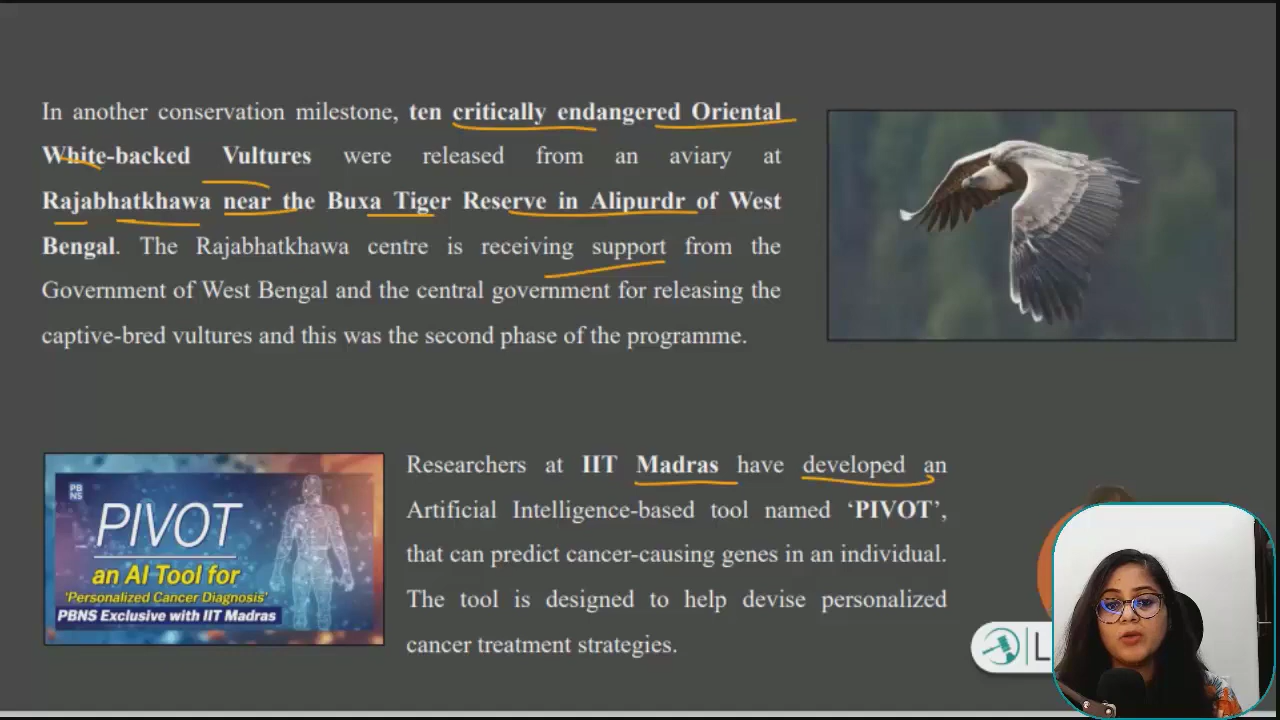 In another conservation milestone, ten critically endangered Oriental
White-backed Vultures were released from an aviary at
Rajabhatkhawa near the Buxa Tiger Reserve in Alipurdr of West
Bengal. The Rajabhatkhawa centre is receiving support from the
Government of West Bengal and the central government for releasing the
captive-bred vultures and this was the second phase of the programme.
PB
NS
PIVOT
an AI Tool for
'Personalized Cancer Diagnosis'
PBNS Exclusive with IIT Madras
Researchers at IIT Madras have developed an
Artificial Intelligence-based tool named ‘PIVOT’,
that can predict cancer-causing genes in an individual.
The tool is designed to help devise personalized
cancer treatment strategies.
L